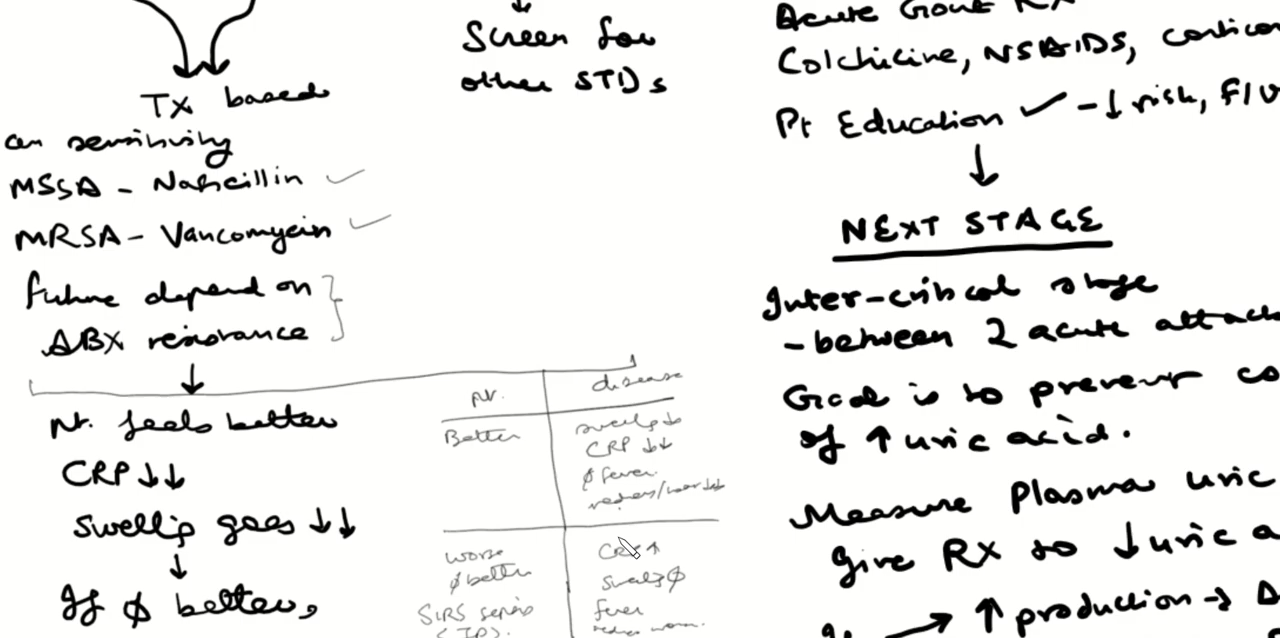 Tx based
on sensitivity
MSSA - Nafcillin ✓
MRSA - Vancomycin ✓
future depend on
ABX resistance
↓
pt. feels better
CRP ↓↓
Swelling goes ↓↓
↓
If ϕ better,
↓
Screen for
other STDs
pt. disease
Better swelling ↓
CRP ↓↓
ϕ fever
redness/warm ↓↓
worse CRP ↑
ϕ better swelling ϕ
SIRS fever
Acute Gout RX
Colchicine, NSAIDS,
Pt Education ✓ - ↓ risk, F/U
↓
NEXT STAGE
Inter-critical stage
- between 2 acute attack
Goal is to prevent
of ↑ uric acid.
Measure plasma uric
Give RX to ↓ uric
→ ↑ production →